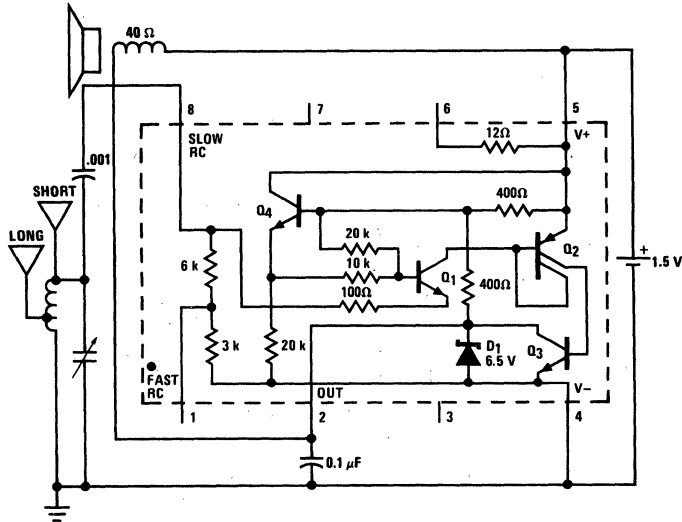 40 Ω
8
7
6
5
SLOW
RC
V+
12Ω
.001
SHORT
LONG
Q4
400Ω
20 k
10 k
100Ω
Q1
Q2
400Ω
6 k
3 k
20 k
D1
6.5 V
Q3
+
1.5 V
FAST
RC
OUT
V−
1
2
3
4
0.1 μF